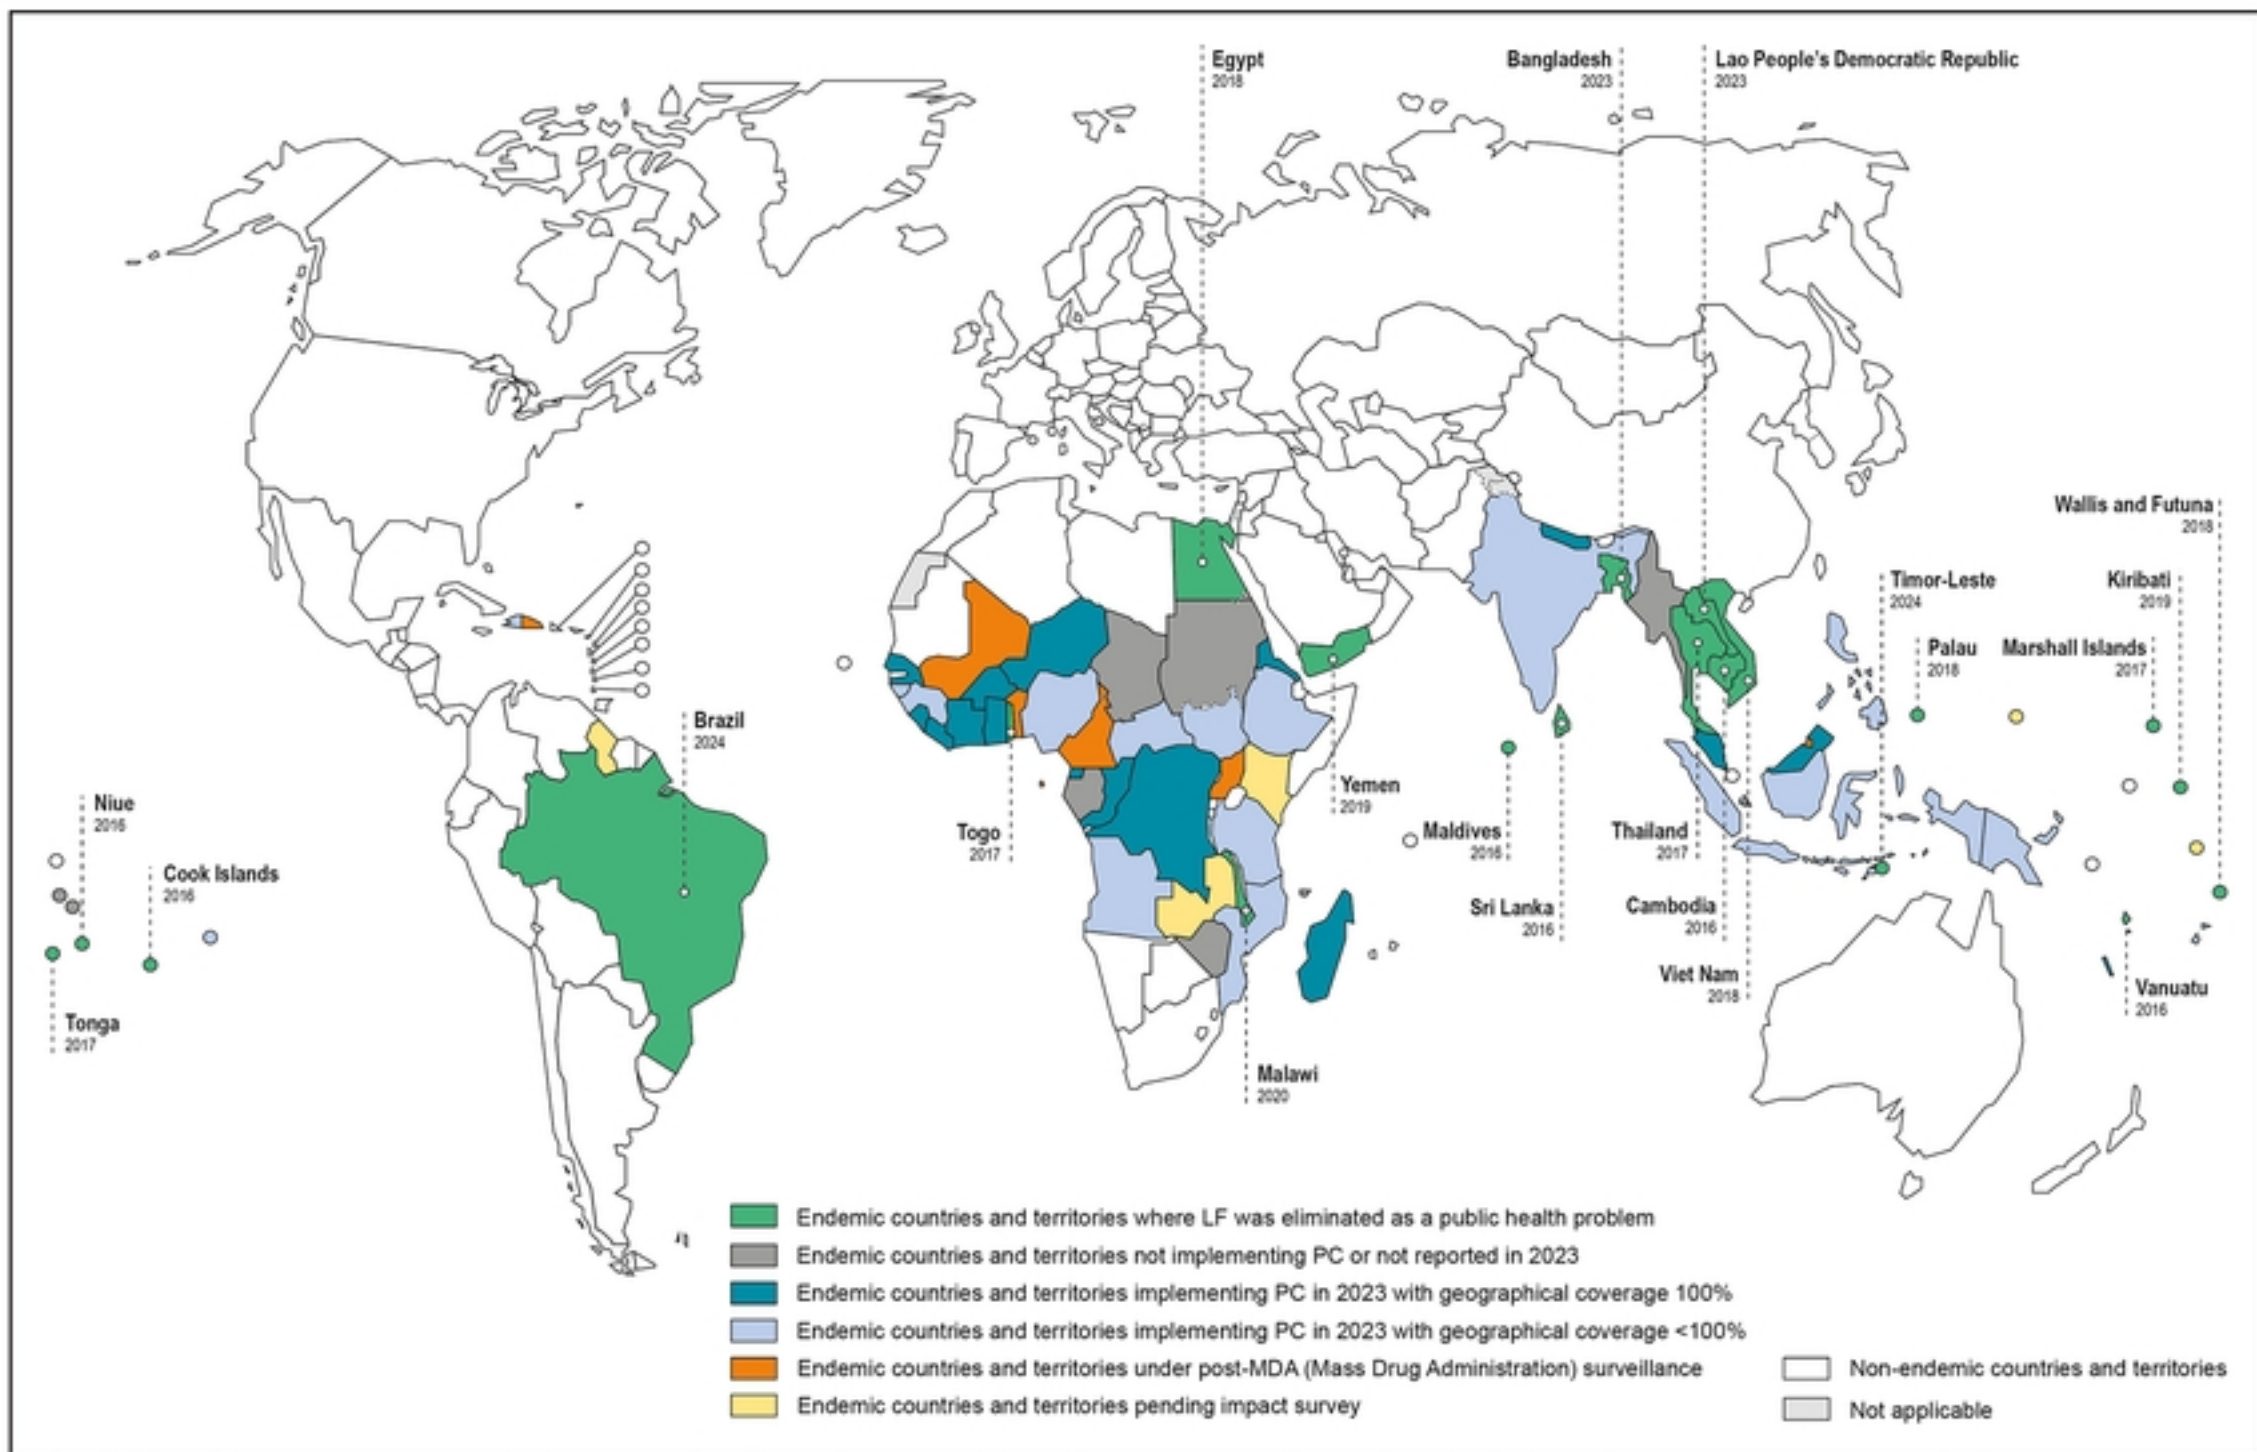 Egypt
2018
Bangladesh
2023
Lao People's Democratic Republic
2023
Wallis and Futuna
2018
Timor-Leste
2024
Kiribati
2019
Palau
2018
Marshall Islands
2017
Brazil
2024
Niue
2016
Cook Islands
2016
Tonga
2017
Togo
2017
Yemen
2019
Maldives
2016
Sri Lanka
2016
Thailand
2017
Cambodia
2016
Viet Nam
2018
Vanuatu
2016
Malawi
2020
Endemic countries and territories where LF was eliminated as a public health problem
Endemic countries and territories not implementing PC or not reported in 2023
Endemic countries and territories implementing PC in 2023 with geographical coverage 100%
Endemic countries and territories implementing PC in 2023 with geographical coverage <100%
Endemic countries and territories under post-MDA (Mass Drug Administration) surveillance
Endemic countries and territories pending impact survey
Non-endemic countries and territories
Not applicable